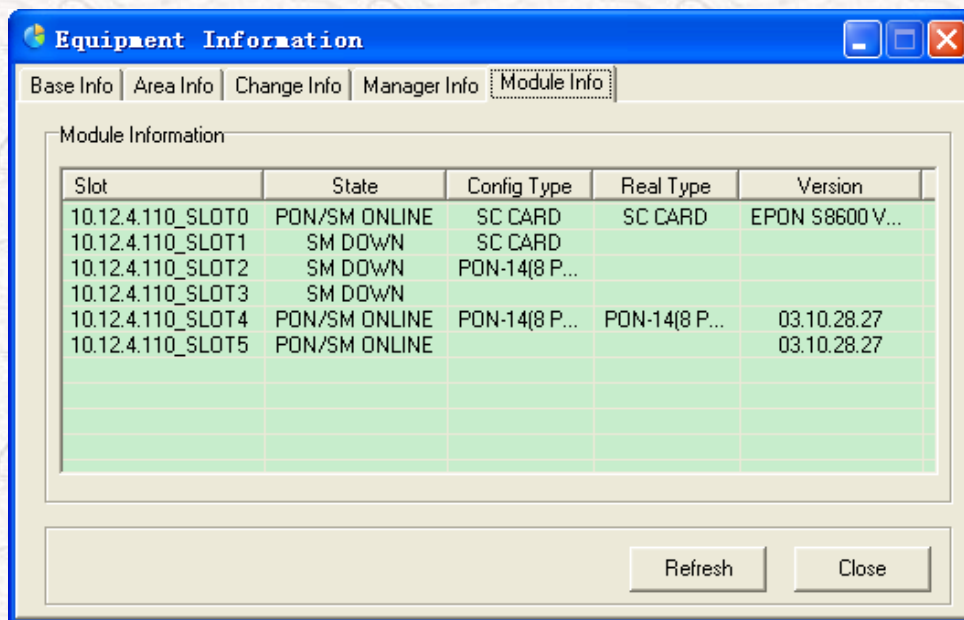 Equipment Information
Base Info Area Info Change Info Manager Info Module Info
Module Information
Slot State Config Type Real Type Version
10.12.4.110_SLOT0 PON/SM ONLINE SC CARD SC CARD EPON S8600 V...
10.12.4.110_SLOT1 SM DOWN SC CARD
10.12.4.110_SLOT2 SM DOWN PON-14(8 P...
10.12.4.110_SLOT3 SM DOWN
10.12.4.110_SLOT4 PON/SM ONLINE PON-14(8 P... PON-14(8 P... 03.10.28.27
10.12.4.110_SLOT5 PON/SM ONLINE 03.10.28.27
Refresh Close